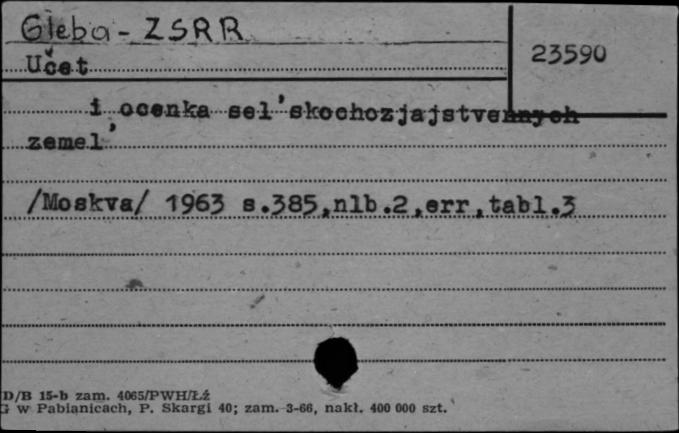 Gleba - ZSRR
23590
Učet
i ocenka sel'skochozjajstvennych
zemel'
/Moskva/ 1963 s.385,nlb.2,err,tabl.3
D/B 15-b zam. 4065/PWH/Łź
G w Pabianicach, P. Skargi 40; zam. 3-66, nakł. 400 000 szt.